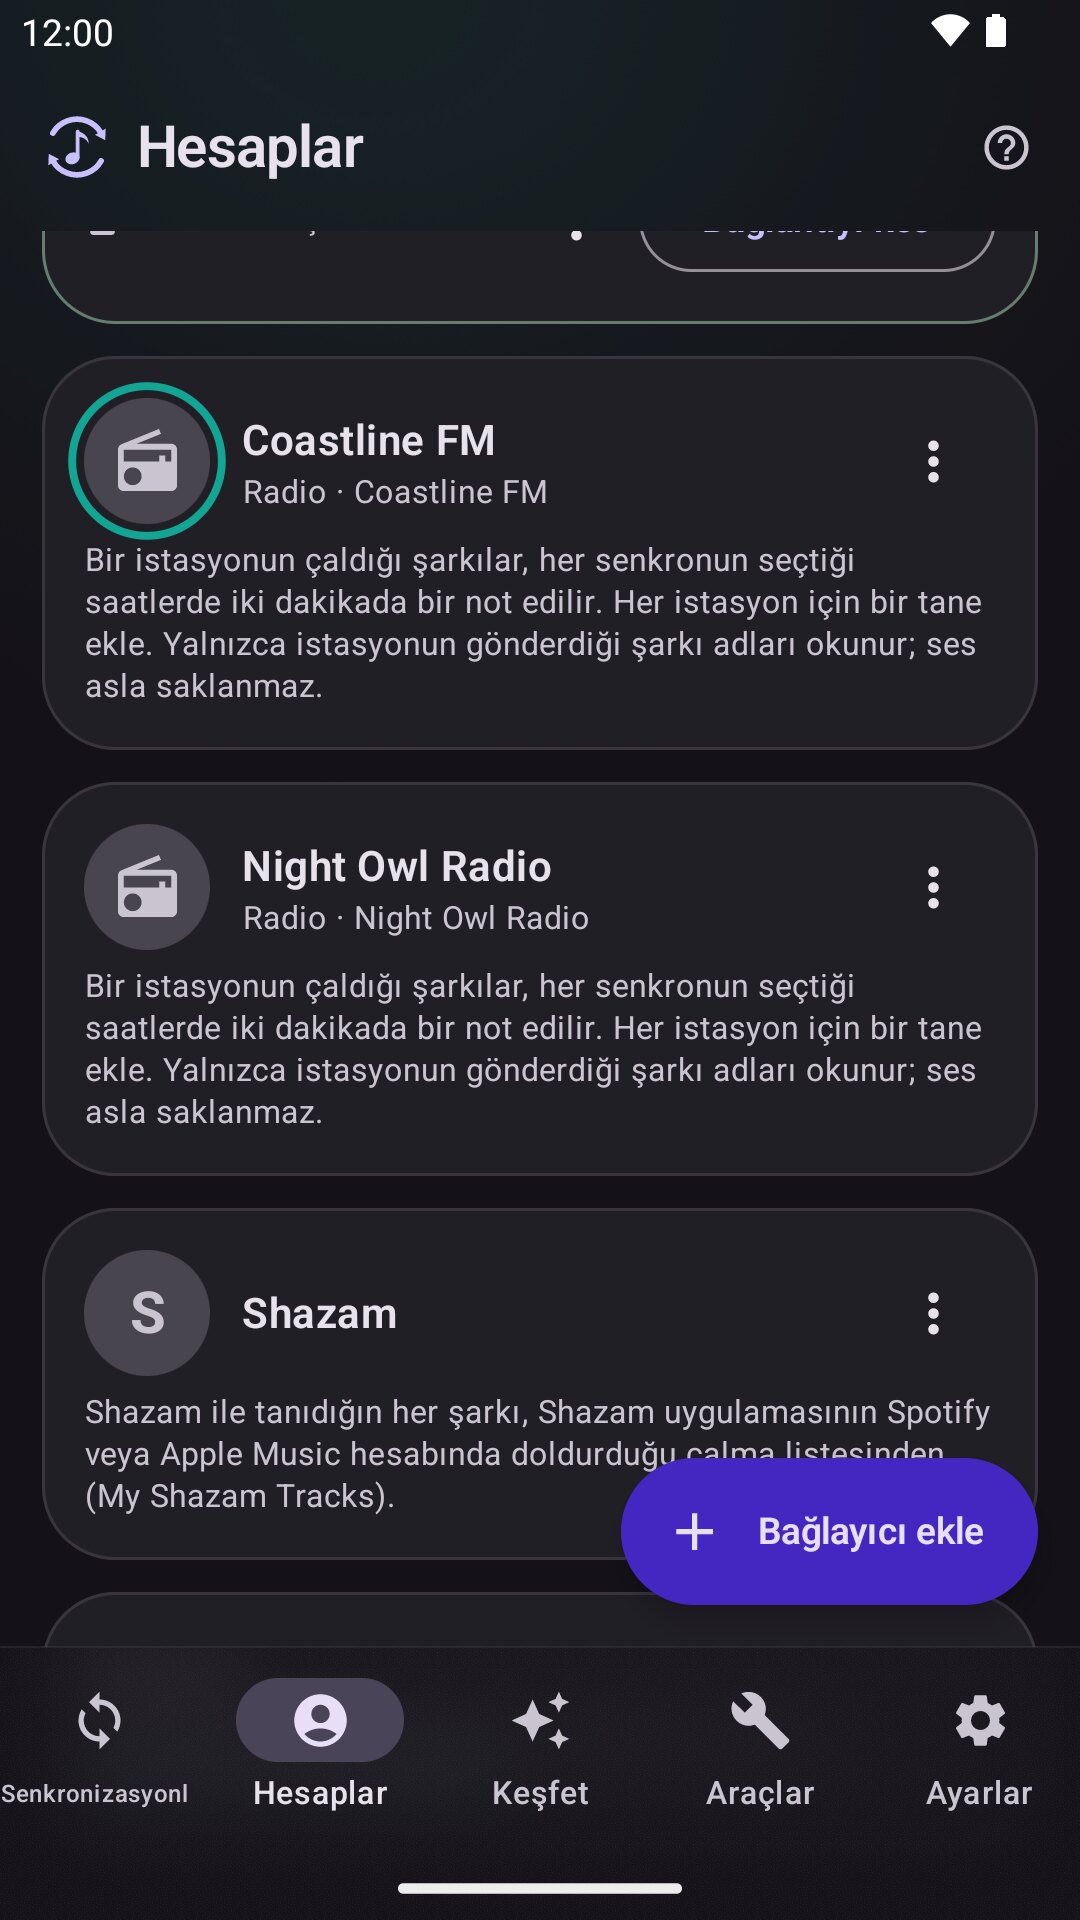 12:00
Hesaplar
Coastline FM
Radio · Coastline FM
Bir istasyonun çaldığı şarkılar, her senkronun seçtiği
saatlerde iki dakikada bir not edilir. Her istasyon için bir tane
ekle. Yalnızca istasyonun gönderdiği şarkı adları okunur; ses
asla saklanmaz.
Night Owl Radio
Radio · Night Owl Radio
Bir istasyonun çaldığı şarkılar, her senkronun seçtiği
saatlerde iki dakikada bir not edilir. Her istasyon için bir tane
ekle. Yalnızca istasyonun gönderdiği şarkı adları okunur; ses
asla saklanmaz.
S
Shazam
Shazam ile tanıdığın her şarkı, Shazam uygulamasının Spotify
veya Apple Music hesabında doldurduğu çalma listesinden
(My Shazam Tracks).
Bağlayıcı ekle
Senkronizasyonl
Hesaplar
Keşfet
Araçlar
Ayarlar